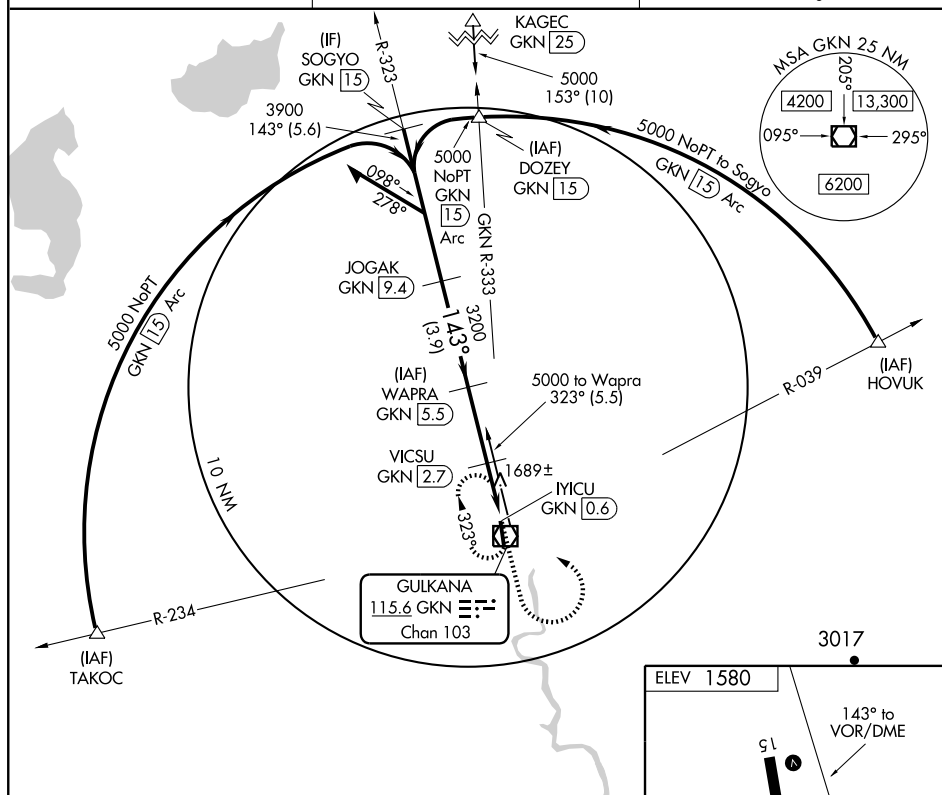 (IF)
SOGYO
GKN 15
R-323
KAGEC
GKN 25
5000
153° (10)
3900
143° (5.6)
(IAF)
DOZEY
GKN 15
5000
NoPT
GKN
15
Arc
5000 NoPT to Sogyo
GKN 15 Arc
MSA GKN 25 NM
205°
4200
13,300
095°
295°
6200
098°
278°
GKN R-333
5000 NoPT
GKN 15 Arc
JOGAK
GKN 9.4
3200
143°
(3.9)
(IAF)
HOVUK
R-039
(IAF)
WAPRA
GKN 5.5
5000 to Wapra
323° (5.5)
VICSU
GKN 2.7
1689±
IYICU
GKN 0.6
323°
10 NM
GULKANA
115.6 GKN
Chan 103
R-234
(IAF)
TAKOC
3017
ELEV 1580
143° to
VOR/DME
15
V